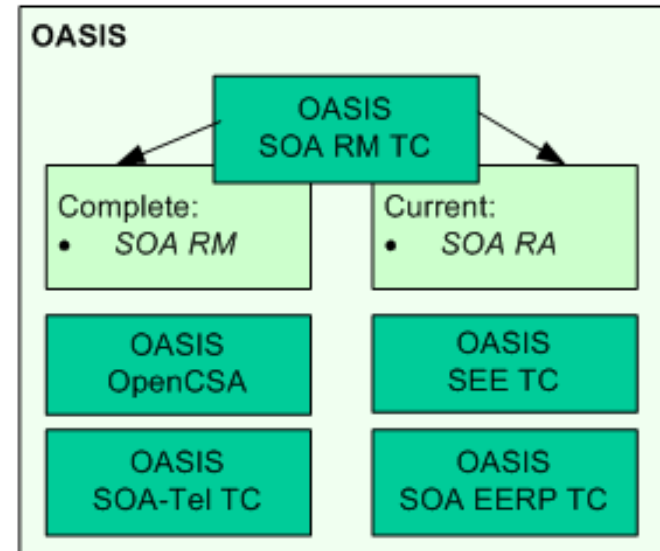 OASIS
OASIS
SOA RM TC
Complete:
• SOA RM
Current:
• SOA RA
OASIS
OpenCSA
OASIS
SEE TC
OASIS
SOA-Tel TC
OASIS
SOA EERP TC